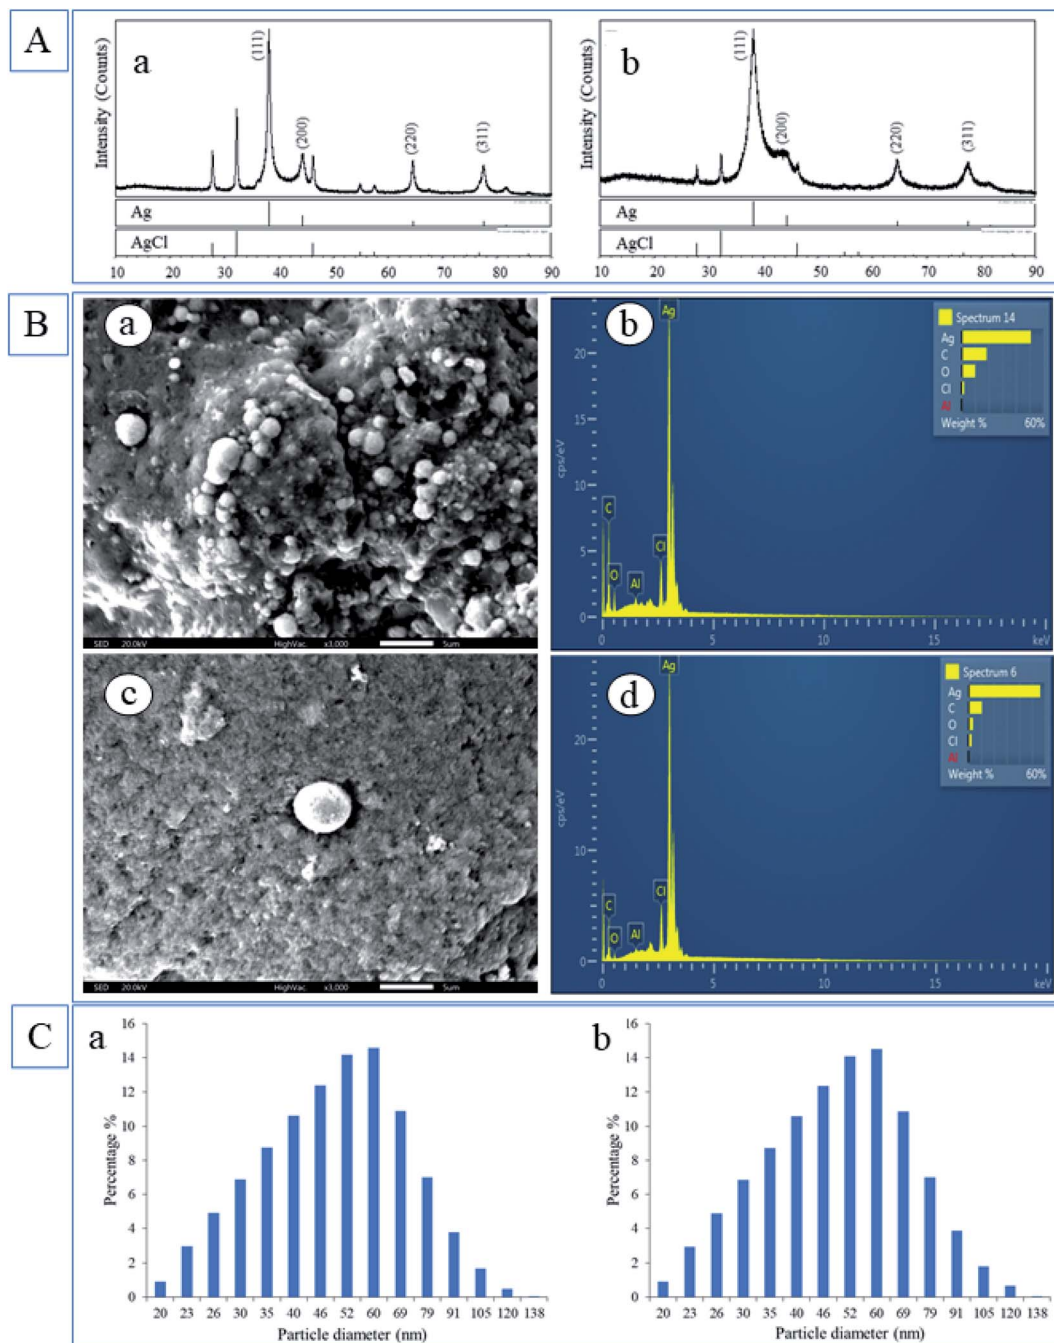 A
a
Intensity (Counts)
(111)
(200)
(220)
(311)
Ag
AgCl
10 20 30 40 50 60 70 80 90
b
Intensity (Counts)
(111)
(200)
(220)
(311)
Ag
AgCl
10 20 30 40 50 60 70 80 90
B
a
SED 20.0kV HighVac. x3,000 5um
b
Ag
C
O
Al
Cl
cps/eV
20
15
10
5
0
0 5 15 keV
Spectrum 14
Ag
C
O
Cl
Al
Weight % 60%
c
SED 20.0kV HighVac. x3,000 5um
d
Ag
C
O
Al
Cl
cps/eV
20
10
0
0 5 15 keV
Spectrum 6
Ag
C
O
Cl
Al
Weight % 60%
C
a
Percentage %
16
14
12
10
8
6
4
2
0
20 23 26 30 35 40 46 52 60 69 79 91 105 120 138
Particle diameter (nm)
b
Percentage %
16
14
12
10
8
6
4
2
0
20 23 26 30 35 40 46 52 60 69 79 91 105 120 138
Particle diameter (nm)